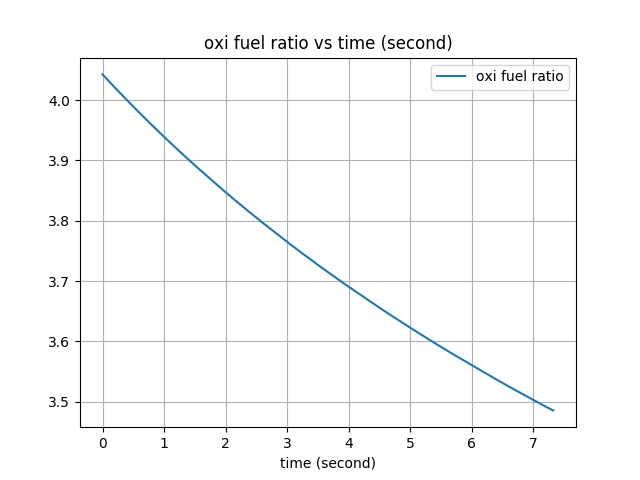 oxi fuel ratio vs time (second)
oxi fuel ratio
4.0
3.9
3.8
3.7
3.6
3.5
0 1 2 3 4 5 6 7
time (second)